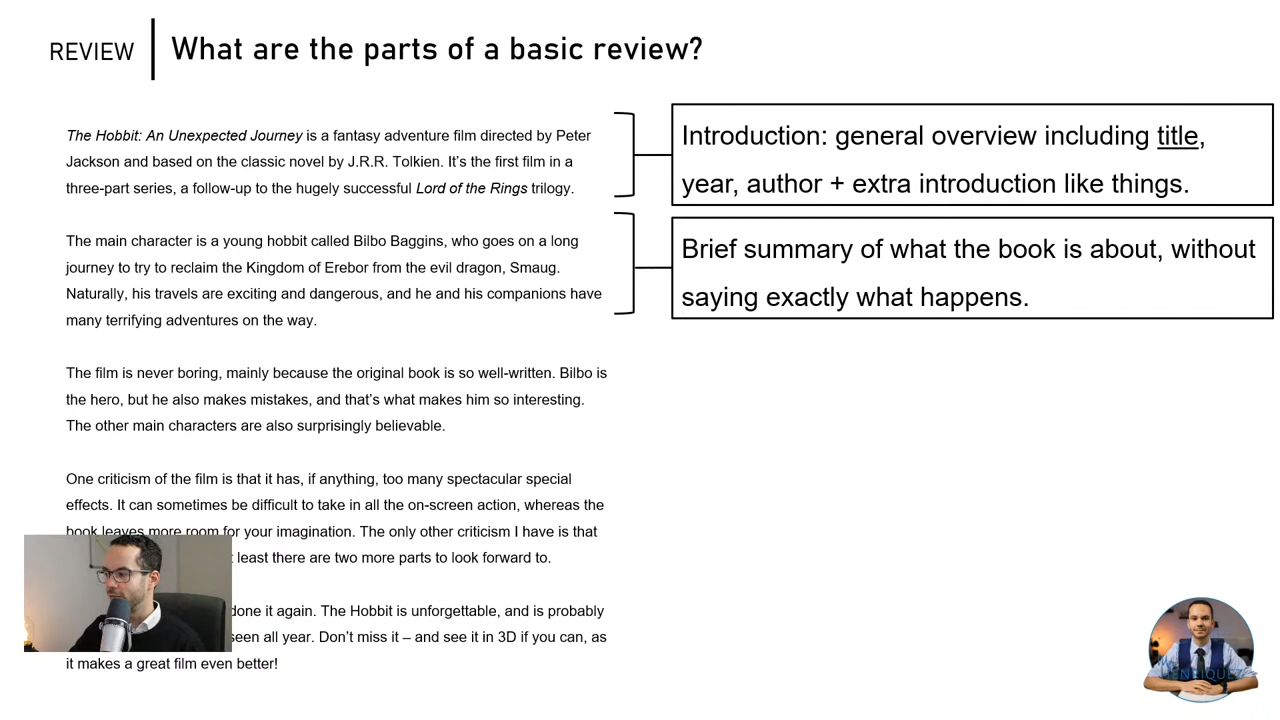 REVIEW
What are the parts of a basic review?
The Hobbit: An Unexpected Journey is a fantasy adventure film directed by Peter
Jackson and based on the classic novel by J.R.R. Tolkien. It’s the first film in a
three-part series, a follow-up to the hugely successful Lord of the Rings trilogy.
Introduction: general overview including title,
year, author + extra introduction like things.
The main character is a young hobbit called Bilbo Baggins, who goes on a long
journey to try to reclaim the Kingdom of Erebor from the evil dragon, Smaug.
Naturally, his travels are exciting and dangerous, and he and his companions have
many terrifying adventures on the way.
Brief summary of what the book is about, without
saying exactly what happens.
The film is never boring, mainly because the original book is so well-written. Bilbo is
the hero, but he also makes mistakes, and that’s what makes him so interesting.
The other main characters are also surprisingly believable.
One criticism of the film is that it has, if anything, too many spectacular special
effects. It can sometimes be difficult to take in all the on-screen action, whereas the
book leaves more room for your imagination. The only other criticism I have is that
least there are two more parts to look forward to.
done it again. The Hobbit is unforgettable, and is probably
seen all year. Don’t miss it – and see it in 3D if you can, as
it makes a great film even better!